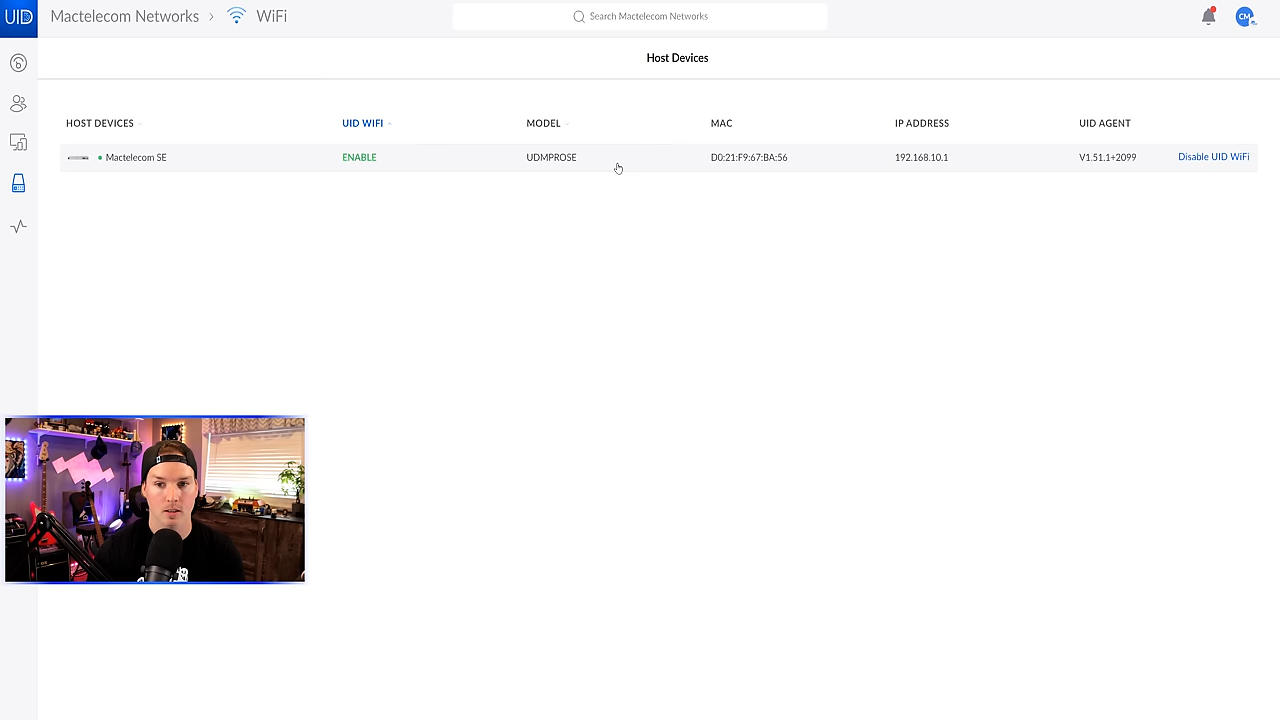 UID Mactelecom Networks > WiFi Search Mactelecom Networks CM
Host Devices
HOST DEVICES UID WIFI MODEL MAC IP ADDRESS UID AGENT
Mactelecom SE ENABLE UDMPROSE D0:21:F9:67:BA:56 192.168.10.1 V1.51.1+2099 Disable UID WiFi